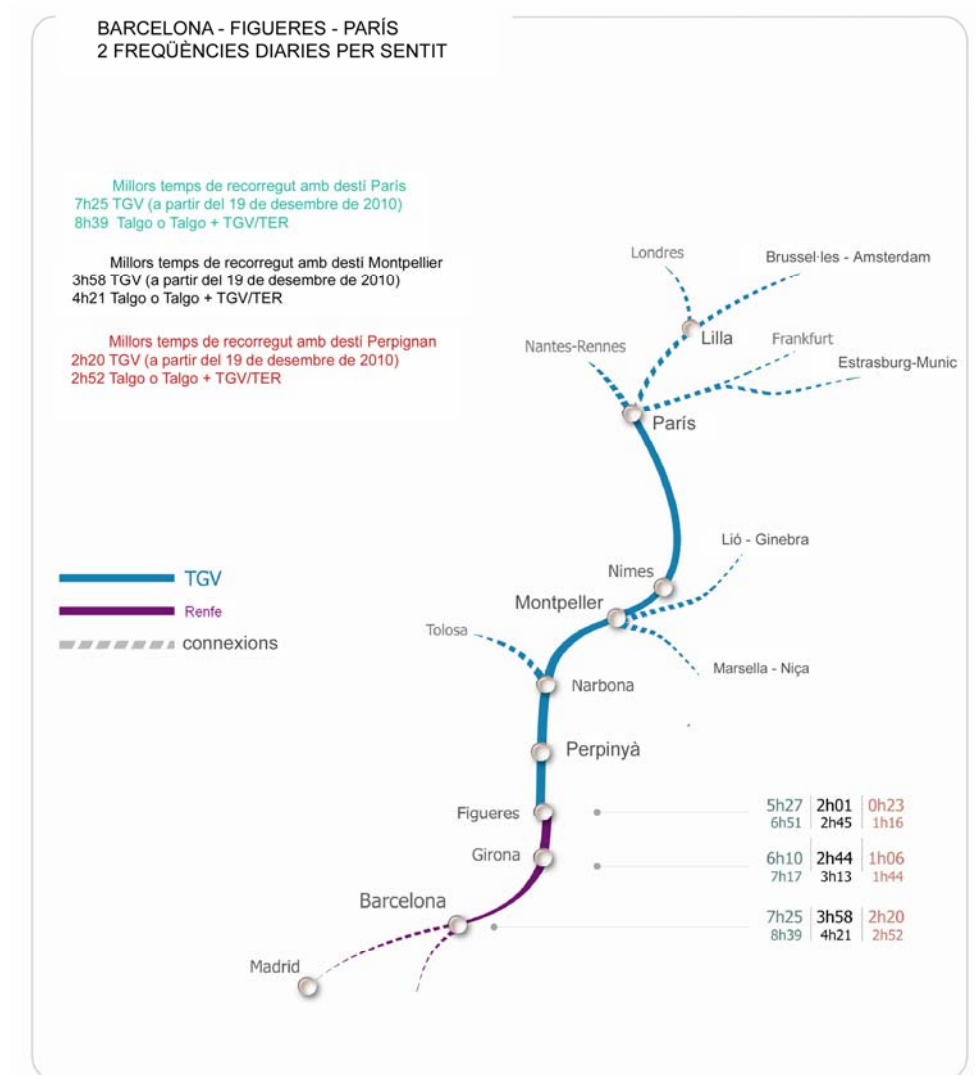 BARCELONA - FIGUERES - PARÍS
2 FREQÜÈNCIES DIARIES PER SENTIT
Millors temps de recorregut amb destí París
7h25 TGV (a partir del 19 de desembre de 2010)
8h39 Talgo o Talgo + TGV/TER
Millors temps de recorregut amb destí Montpellier
3h58 TGV (a partir del 19 de desembre de 2010)
4h21 Talgo o Talgo + TGV/TER
Millors temps de recorregut amb destí Perpignan
2h20 TGV (a partir del 19 de desembre de 2010)
2h52 Talgo o Talgo + TGV/TER
Londres
Brussel·les - Amsterdam
Lilla
Nantes-Rennes
Frankfurt
Estrasburg-Munic
París
Lió - Ginebra
Nimes
Montpeller
TGV
Renfe
connexions
Tolosa
Marsella - Niça
Narbona
Perpinyà
Figueres
5h27 2h01 0h23
6h51 2h45 1h16
Girona
6h10 2h44 1h06
7h17 3h13 1h44
Barcelona
7h25 3h58 2h20
8h39 4h21 2h52
Madrid